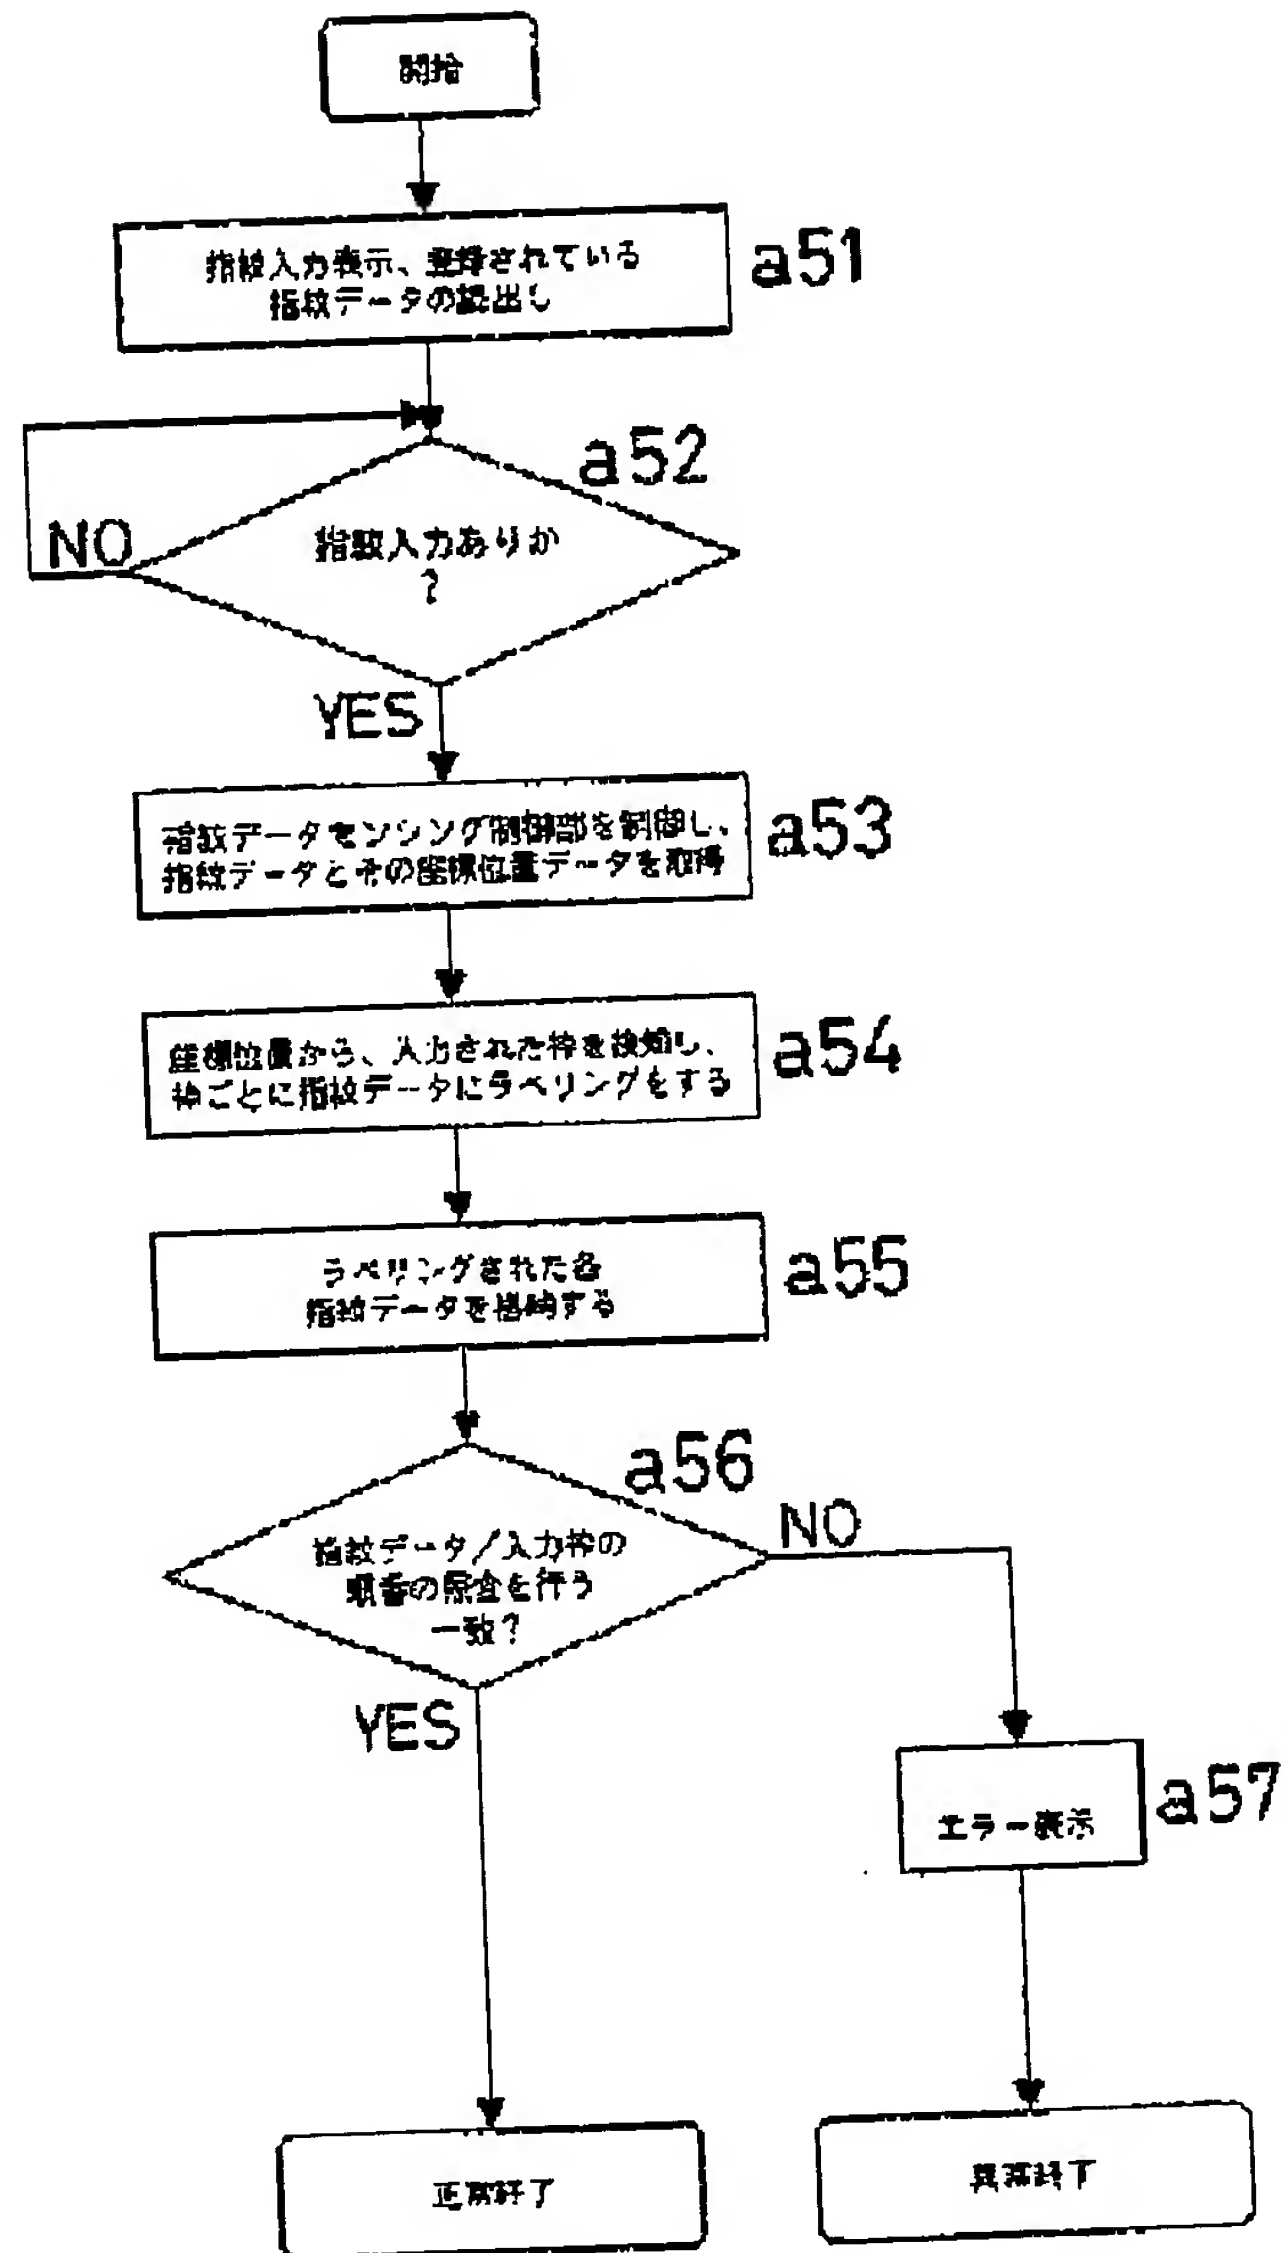 開始
指紋入力表示、登録されている
指紋データの読出し
a51
a52
指紋入力ありか
?
NO
YES
指紋データセンシング制御部を制御し、
指紋データとその座標位置データを取得
a53
座標位置から、入力された枠を検知し、
枠ごとに指紋データにラベリングをする
a54
ラベリングされた各
指紋データを格納する
a55
a56
指紋データ/入力枠の
順番の照合を行う
一致?
NO
YES
エラー表示
a57
正常終了
異常終了